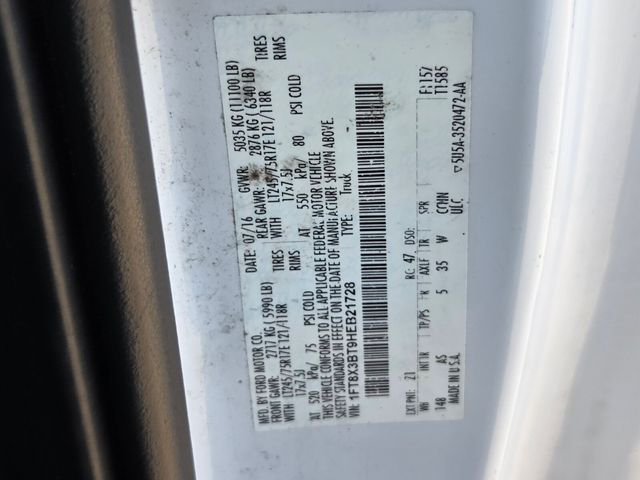 MFD. BY FORD MOTOR CO.
DATE: 07/16 GVWR: 5035 KG (11100 LB)
FRONT GAWR: 2717 KG (5990 LB) REAR GAWR: 2876 KG (6340 LB)
WITH LT245/75R17E 121/118R TIRES WITH LT245/75R17E 121/118R TIRES
17x7.5J RIMS 17x7.5J RIMS
AT 520 kPa/ 75 PSI COLD AT 550 kPa/ 80 PSI COLD
THIS VEHICLE CONFORMS TO ALL APPLICABLE FEDERAL MOTOR VEHICLE
SAFETY STANDARDS IN EFFECT ON THE DATE OF MANUFACTURE SHOWN ABOVE.
VIN: 1FT8X3BT9HEB21728 TYPE: Truck
F:157
T1585
EXT PNT: Z1 RC: 47 DSO:
WB INT TR TP/PS R AXLE TR SPR
148 AS 5 35 W CCNN
ULC
MADE IN U.S.A. 5U5A-3520472-AA